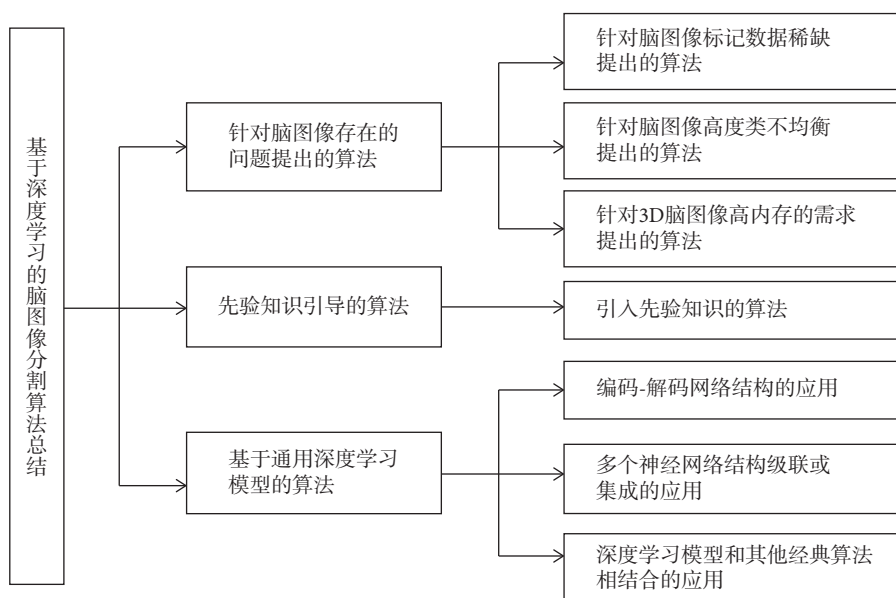 基于深度学习的脑图像分割算法总结
针对脑图像存在的
问题提出的算法
针对脑图像标记数据稀缺
提出的算法
针对脑图像高度类不均衡
提出的算法
针对3D脑图像高内存的需求
提出的算法
先验知识引导的算法
引入先验知识的算法
基于通用深度学习
模型的算法
编码-解码网络结构的应用
多个神经网络结构级联或
集成的应用
深度学习模型和其他经典算法
相结合的应用